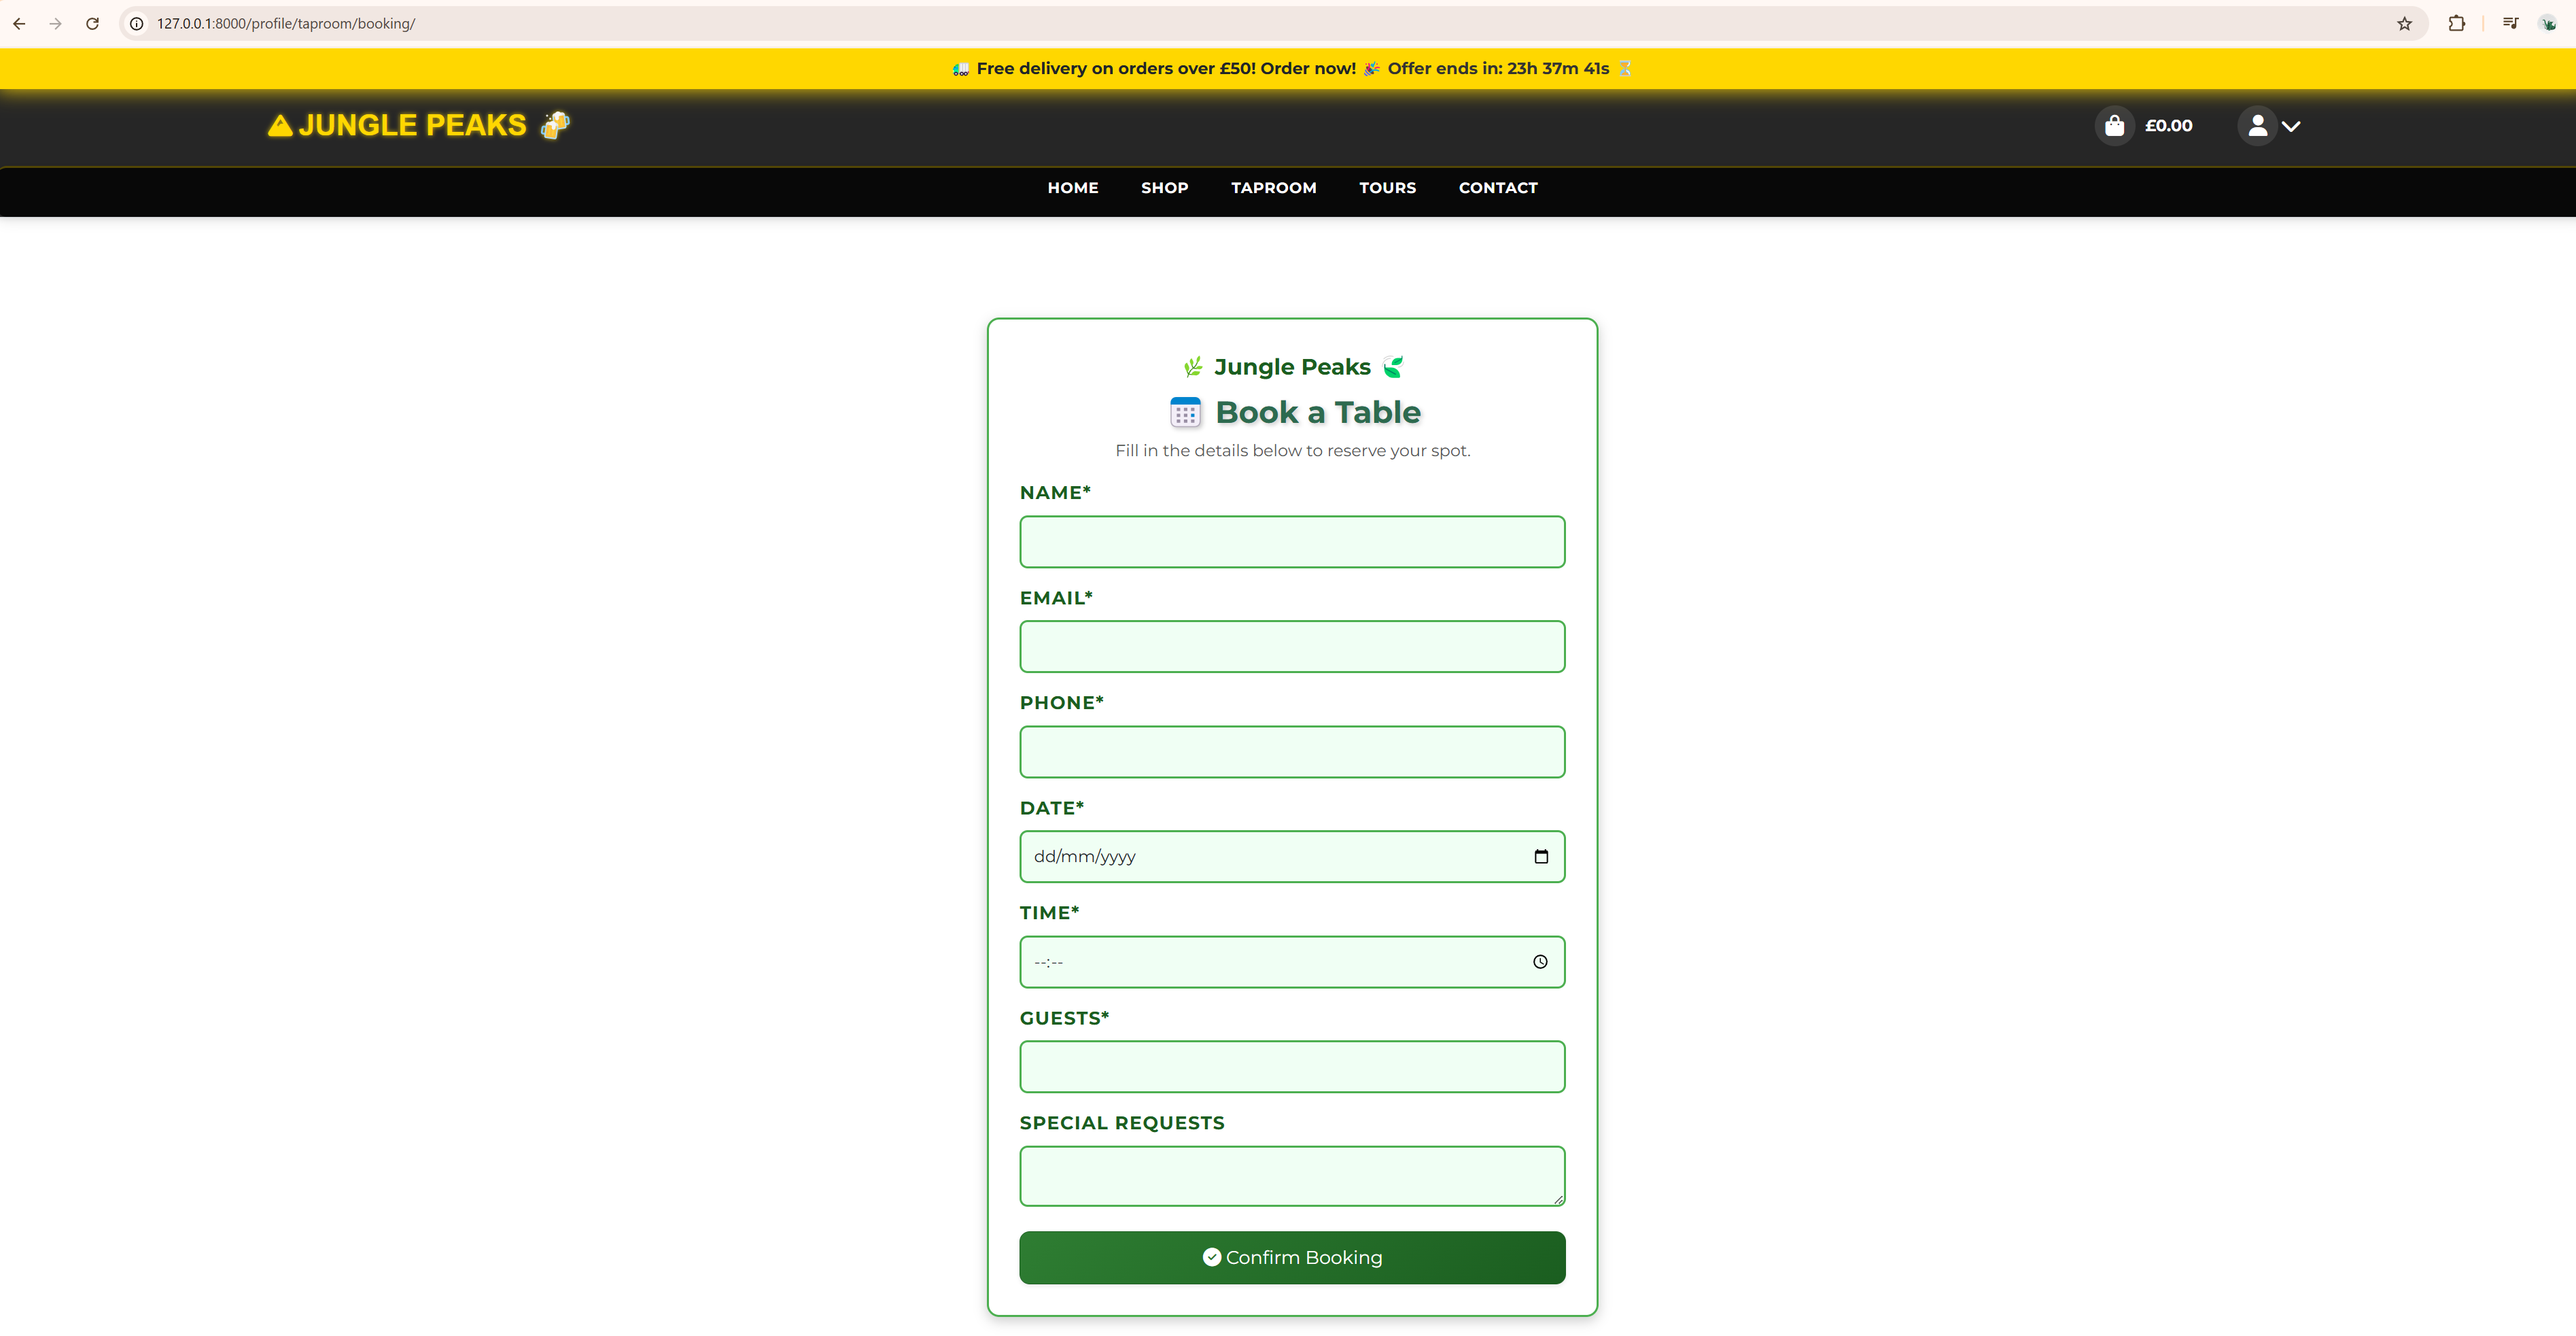 127.0.0.1:8000/profile/taproom/booking/
Free delivery on orders over £50! Order now! 🎉 Offer ends in: 23h 37m 41s ⏳
JUNGLE PEAKS 🍻
£0.00
HOME SHOP TAPROOM TOURS CONTACT
🌿 Jungle Peaks 🍃
📅 Book a Table
Fill in the details below to reserve your spot.
NAME*
EMAIL*
PHONE*
DATE*
dd/mm/yyyy
TIME*
--:--
GUESTS*
SPECIAL REQUESTS
Confirm Booking